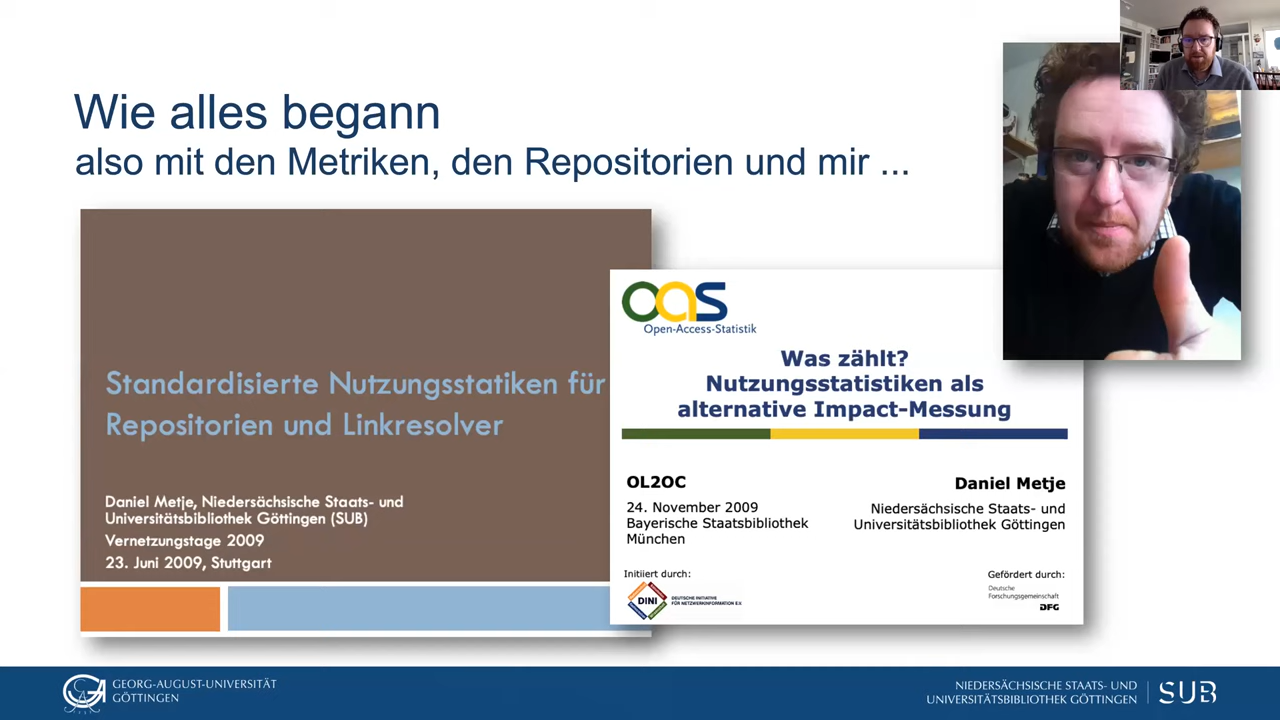 Wie alles begann
also mit den Metriken, den Repositorien und mir ...
Standardisierte Nutzungsstatiken für
Repositorien und Linkresolver
Daniel Metje, Niedersächsische Staats- und
Universitätsbibliothek Göttingen (SUB)
Vernetzungstage 2009
23. Juni 2009, Stuttgart
oas
Open-Access-Statistik
Was zählt?
Nutzungsstatistiken als
alternative Impact-Messung
OL2OC
24. November 2009
Bayerische Staatsbibliothek
München
Daniel Metje
Niedersächsische Staats- und
Universitätsbibliothek Göttingen
Initiiert durch:
DINI
DEUTSCHE INITIATIVE
FÜR NETZWERKINFORMATION E.V.
Gefördert durch:
Deutsche
Forschungsgemeinschaft
DFG
GEORG-AUGUST-UNIVERSITÄT
GÖTTINGEN
NIEDERSÄCHSISCHE STAATS- UND
UNIVERSITÄTSBIBLIOTHEK GÖTTINGEN
SUB